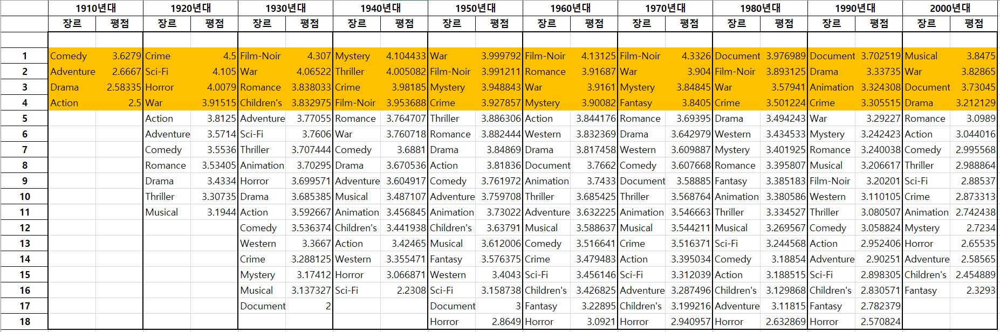 1910년대 1920년대 1930년대 1940년대 1950년대 1960년대 1970년대 1980년대 1990년대 2000년대
장르 평점 장르 평점 장르 평점 장르 평점 장르 평점 장르 평점 장르 평점 장르 평점 장르 평점 장르 평점
1 Comedy 3.6279 Crime 4.5 Film-Noir 4.307 Mystery 4.104433 War 3.999792 Film-Noir 4.13125 Film-Noir 4.3326 Document 3.976989 Document 3.702519 Musical 3.8475
2 Adventure 2.6667 Sci-Fi 4.105 War 4.06522 Thriller 4.005082 Film-Noir 3.991211 Romance 3.91687 War 3.904 Film-Noir 3.893125 Drama 3.33735 War 3.82865
3 Drama 2.58335 Horror 4.0079 Romance 3.838033 Crime 3.98185 Mystery 3.948843 War 3.9161 Mystery 3.84845 War 3.57941 Animation 3.324308 Document 3.73045
4 Action 2.5 War 3.91515 Children's 3.832975 Film-Noir 3.953688 Crime 3.927857 Mystery 3.90082 Fantasy 3.8405 Crime 3.501224 Crime 3.305515 Drama 3.212129
5 Action 3.8125 Adventure 3.77055 Romance 3.764707 Thriller 3.886306 Action 3.844176 Romance 3.69395 Drama 3.494243 War 3.29227 Romance 3.0989
6 Adventure 3.5714 Sci-Fi 3.7606 War 3.760718 Romance 3.882444 Western 3.832369 Drama 3.642979 Western 3.434533 Mystery 3.242423 Action 3.044016
7 Comedy 3.5536 Thriller 3.707444 Comedy 3.6881 Drama 3.84869 Drama 3.817458 Western 3.609887 Mystery 3.401925 Romance 3.240038 Comedy 2.995568
8 Romance 3.53405 Animation 3.70295 Drama 3.670536 Action 3.81836 Document 3.7662 Comedy 3.607668 Romance 3.395807 Musical 3.206617 Thriller 2.988864
9 Drama 3.4334 Horror 3.699571 Adventure 3.604917 Comedy 3.761972 Animation 3.7433 Document 3.58885 Fantasy 3.385183 Film-Noir 3.20201 Sci-Fi 2.88537
10 Thriller 3.30735 Drama 3.685385 Musical 3.487107 Adventure 3.759708 Thriller 3.685425 Thriller 3.568764 Animation 3.380586 Western 3.110105 Crime 2.873313
11 Musical 3.1944 Action 3.592667 Animation 3.456845 Animation 3.73022 Adventure 3.632225 Animation 3.546663 Thriller 3.334527 Thriller 3.080507 Animation 2.742438
12 Comedy 3.536374 Children's 3.441938 Children's 3.63791 Musical 3.588637 Musical 3.544211 Musical 3.269567 Comedy 3.058824 Mystery 2.7234
13 Western 3.3667 Action 3.42465 Musical 3.612006 Comedy 3.516641 Crime 3.516371 Sci-Fi 3.244568 Action 2.952406 Horror 2.65535
14 Crime 3.288125 Western 3.355471 Fantasy 3.576375 Crime 3.479483 Action 3.395034 Comedy 3.18854 Adventure 2.90251 Adventure 2.58565
15 Mystery 3.17412 Horror 3.066871 Western 3.4043 Sci-Fi 3.456146 Sci-Fi 3.312039 Action 3.188515 Sci-Fi 2.898305 Children's 2.454889
16 Musical 3.137327 Sci-Fi 2.2308 Sci-Fi 3.158738 Children's 3.426825 Adventure 3.287496 Children's 3.129868 Children's 2.830571 Fantasy 2.3293
17 Document 2 Document 3 Fantasy 3.22895 Children's 3.199216 Adventure 3.11815 Fantasy 2.782379
18 Horror 2.8649 Horror 3.0921 Horror 2.940957 Horror 2.632869 Horror 2.570824